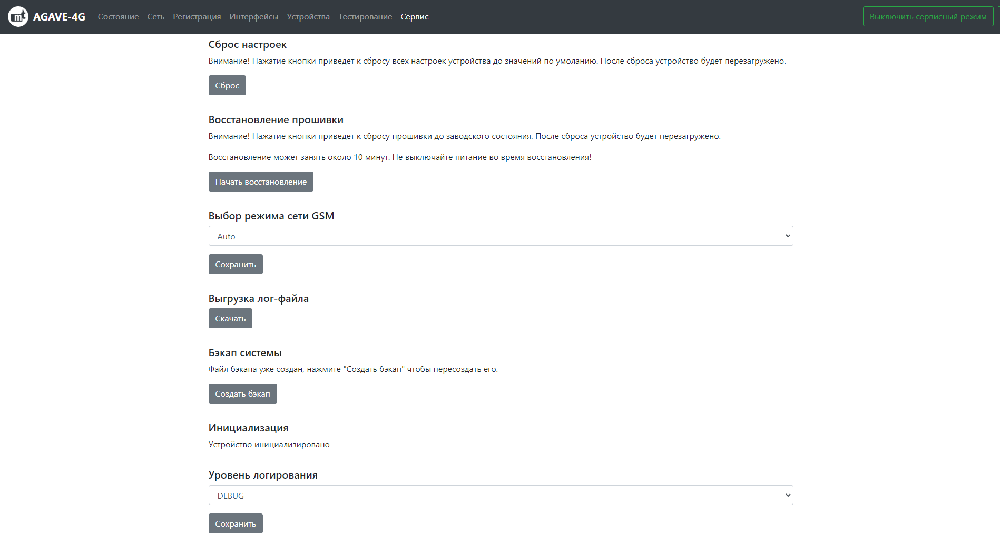 mt AGAVE-4G Состояние Сеть Регистрация Интерфейсы Устройства Тестирование Сервис Выключить сервисный режим
Сброс настроек
Внимание! Нажатие кнопки приведет к сбросу всех настроек устройства до значений по умоланию. После сброса устройство будет перезагружено.
Сброс
Восстановление прошивки
Внимание! Нажатие кнопки приведет к сбросу прошивки до заводского состояния. После сброса устройство будет перезагружено.
Восстановление может занять около 10 минут. Не выключайте питание во время восстановления!
Начать восстановление
Выбор режима сети GSM
Auto
Сохранить
Выгрузка лог-файла
Скачать
Бэкап системы
Файл бэкапа уже создан, нажмите "Создать бэкап" чтобы пересоздать его.
Создать бэкап
Инициализация
Устройство инициализировано
Уровень логирования
DEBUG
Сохранить